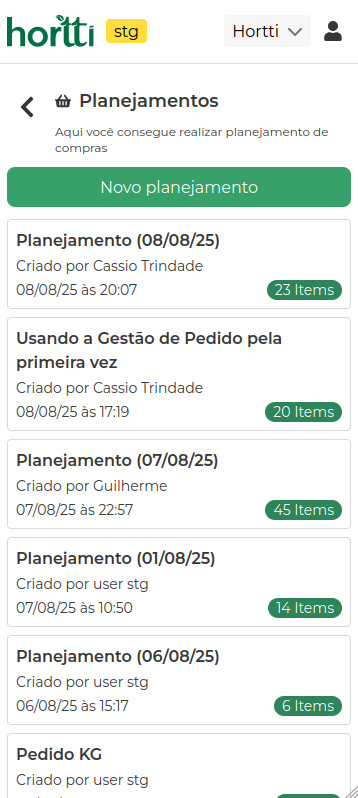 hortti stg Hortti
Planejamentos
Aqui você consegue realizar planejamento de
compras
Novo planejamento
Planejamento (08/08/25)
Criado por Cassio Trindade
08/08/25 às 20:07 23 Items
Usando a Gestão de Pedido pela
primeira vez
Criado por Cassio Trindade
08/08/25 às 17:19 20 Items
Planejamento (07/08/25)
Criado por Guilherme
07/08/25 às 22:57 45 Items
Planejamento (01/08/25)
Criado por user stg
07/08/25 às 10:50 14 Items
Planejamento (06/08/25)
Criado por user stg
06/08/25 às 15:17 6 Items
Pedido KG
Criado por user stg